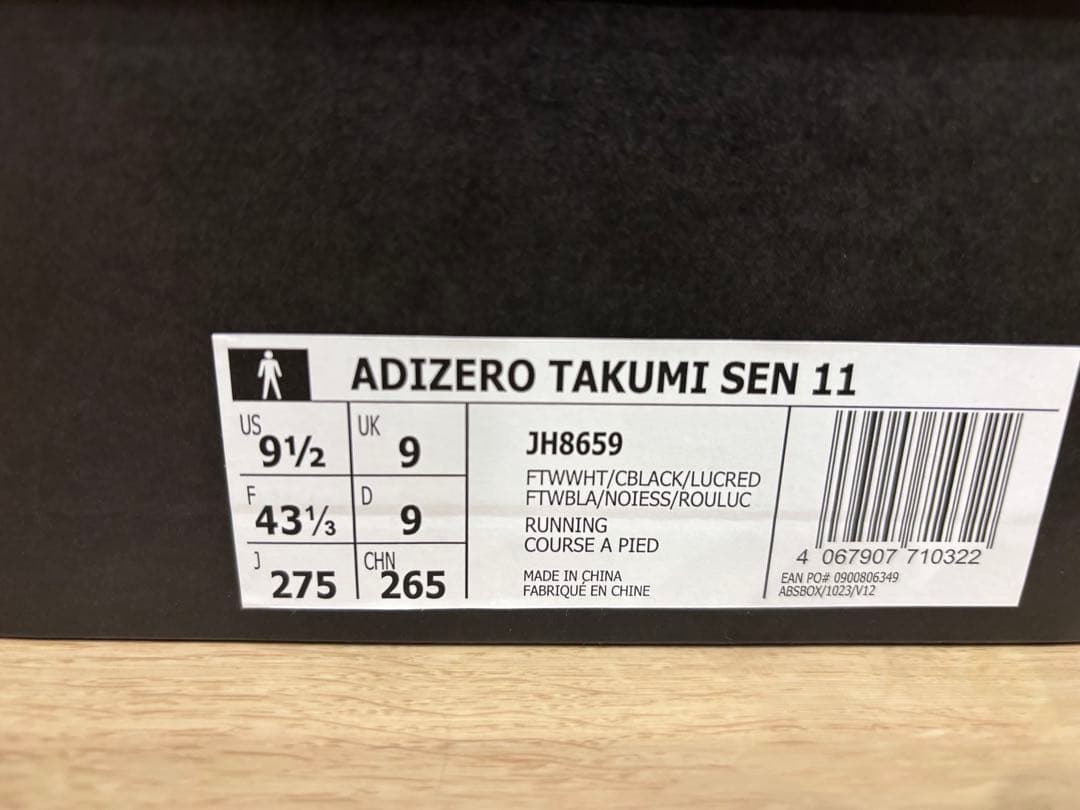 ADIZERO TAKUMI SEN 11
US 9½ UK 9
F 43⅓ D 9
J 275 CHN 265
JH8659
FTWWHT/CBLACK/LUCRED
FTWBLA/NOIESS/ROULUC
RUNNING
COURSE A PIED
MADE IN CHINA
FABRIQUÉ EN CHINE
4 067907 710322
EAN PO# 0900806349
ABSBOX/1023/V12